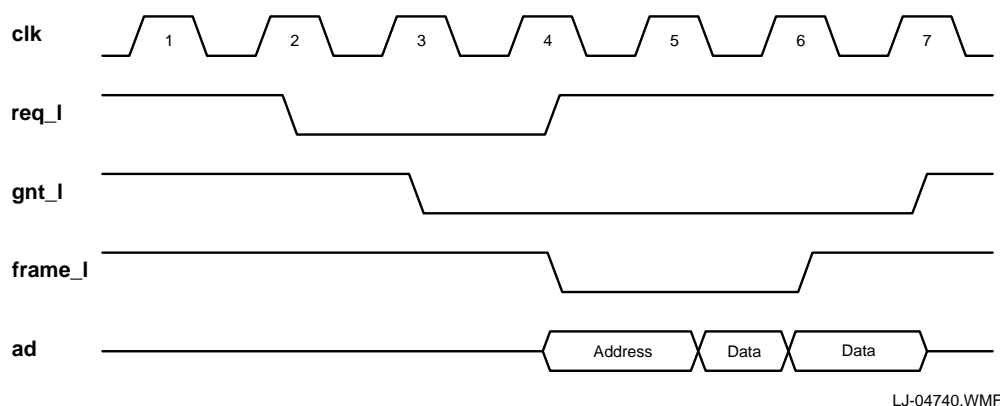 clk 1 2 3 4 5 6 7
req_l
gnt_l
frame_l
ad Address Data Data
LJ-04740.WMF